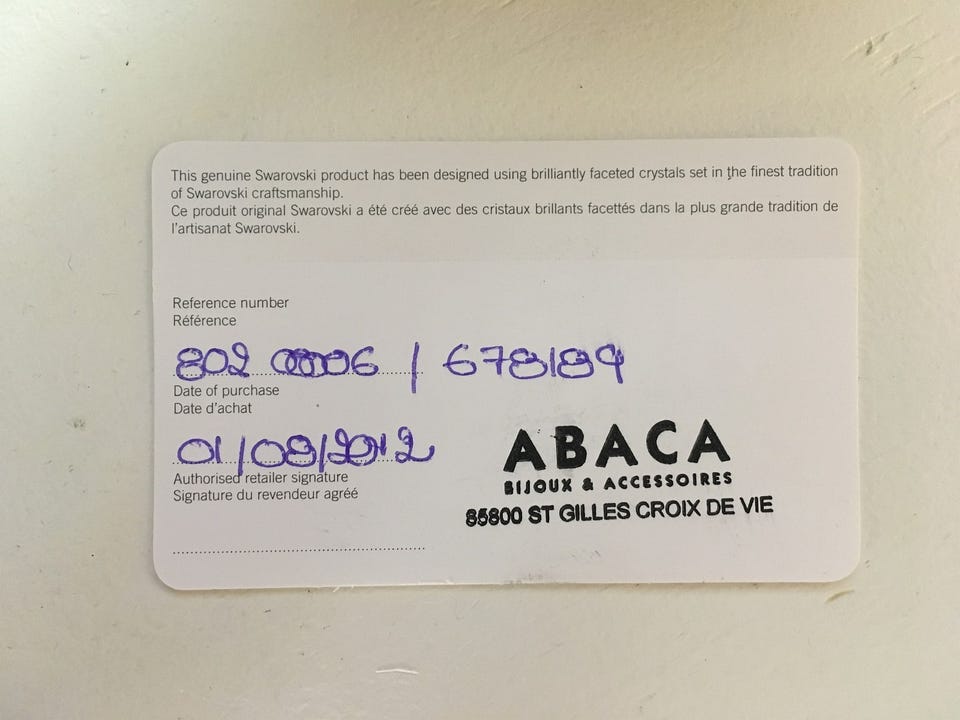 This genuine Swarovski product has been designed using brilliantly faceted crystals set in the finest tradition
of Swarovski craftsmanship.
Ce produit original Swarovski a été créé avec des cristaux brillants facettés dans la plus grande tradition de
l'artisanat Swarovski.
Reference number
Référence
802 / 678189
Date of purchase
Date d'achat
01/08/2012
Authorised retailer signature
Signature du revendeur agréé
ABACA
BIJOUX & ACCESSOIRES
85800 ST GILLES CROIX DE VIE